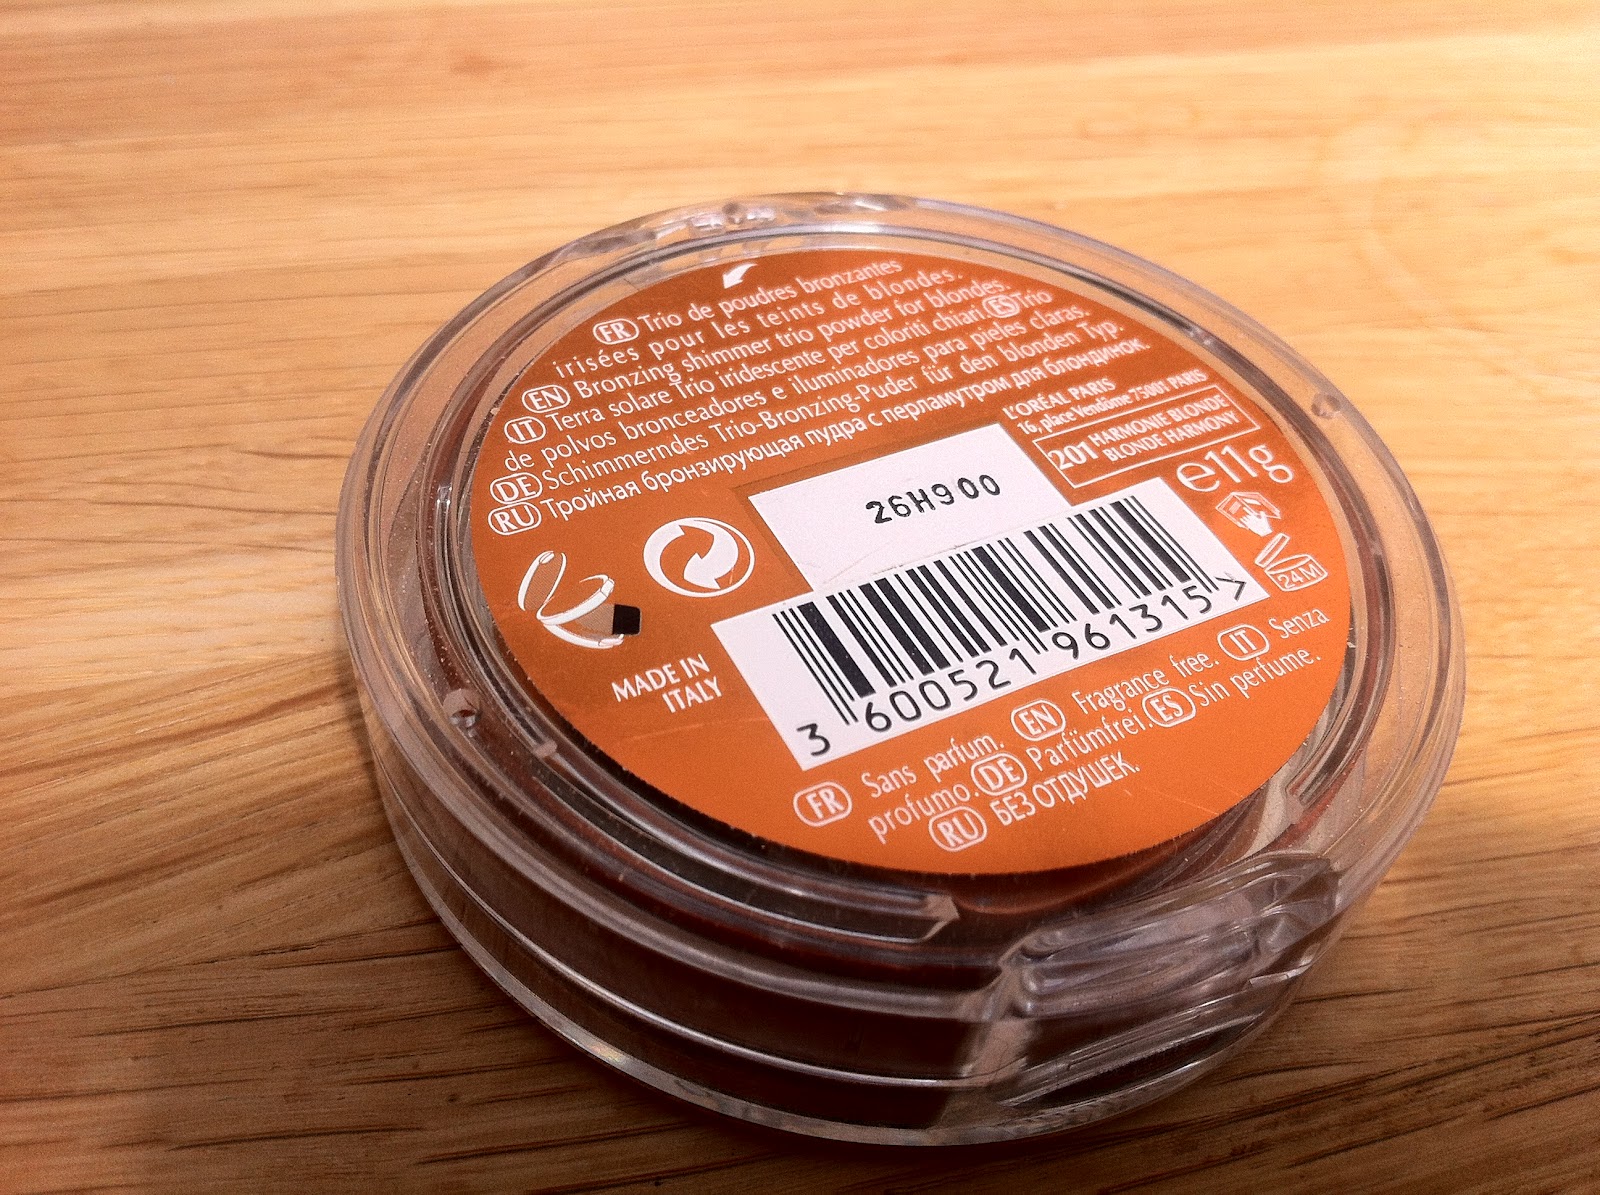 FR Trio de poudres bronzantes
irisées pour les teints de blondes.
EN Bronzing shimmer trio powder for blondes.
IT Terra solare Trio iridescente per coloriti chiari. ES Trio
de polvos bronceadores e iluminadores para pieles claras.
DE Schimmerndes Trio-Bronzing-Puder für den blonden Typ.
RU Тройная бронзирующая пудра с перламутром для блондинок.
L'ORÉAL PARIS
16, place Vendôme 75001 PARIS
201 HARMONIE BLONDE
BLONDE HARMONY
26H900
e11g
24M
MADE IN
ITALY
3 600521 961315 >
FR Sans parfum. EN Fragrance free. IT Senza
profumo. DE Parfümfrei. ES Sin perfume.
RU БЕЗ ОТДУШЕК.